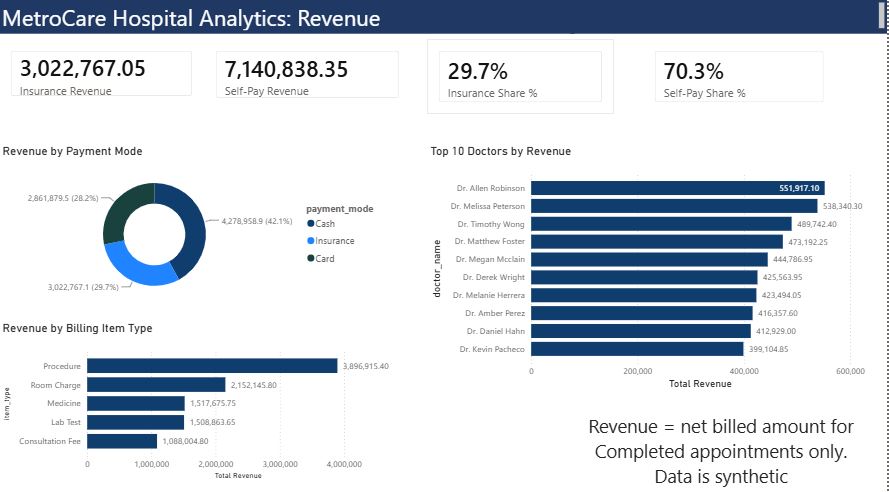 MetroCare Hospital Analytics: Revenue
3,022,767.05
Insurance Revenue
7,140,838.35
Self-Pay Revenue
29.7%
Insurance Share %
70.3%
Self-Pay Share %
Revenue by Payment Mode
2,861,879.5 (28.2%)
4,278,958.9 (42.1%)
3,022,767.1 (29.7%)
payment_mode
Cash
Insurance
Card
Revenue by Billing Item Type
item_type
Procedure 3,896,915.40
Room Charge 2,152,145.80
Medicine 1,517,675.75
Lab Test 1,508,863.65
Consultation Fee 1,088,004.80
0 1,000,000 2,000,000 3,000,000 4,000,000
Total Revenue
Top 10 Doctors by Revenue
doctor_name
Dr. Allen Robinson 551,917.10
Dr. Melissa Peterson 538,340.30
Dr. Timothy Wong 489,742.40
Dr. Matthew Foster 473,192.25
Dr. Megan Mcclain 444,786.95
Dr. Derek Wright 425,563.95
Dr. Melanie Herrera 423,494.05
Dr. Amber Perez 416,357.60
Dr. Daniel Hahn 412,929.00
Dr. Kevin Pacheco 399,104.85
0 200,000 400,000 600,000
Total Revenue
Revenue = net billed amount for
Completed appointments only.
Data is synthetic